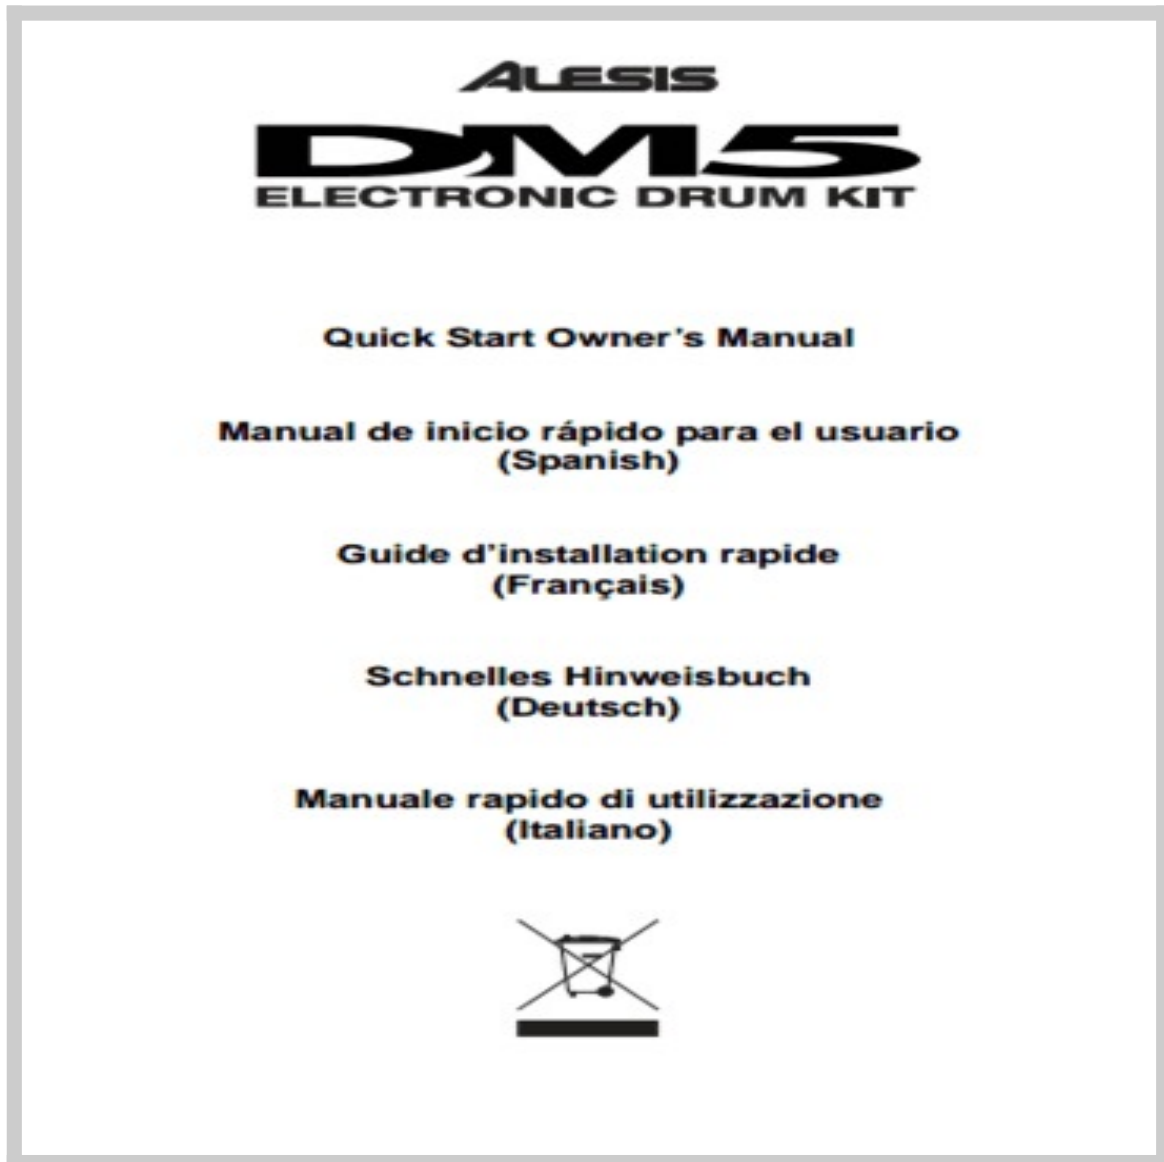 ALESIS
DM5
ELECTRONIC DRUM KIT
Quick Start Owner's Manual
Manual de inicio rápido para el usuario
(Spanish)
Guide d'installation rapide
(Français)
Schnelles Hinweisbuch
(Deutsch)
Manuale rapido di utilizzazione
(Italiano)